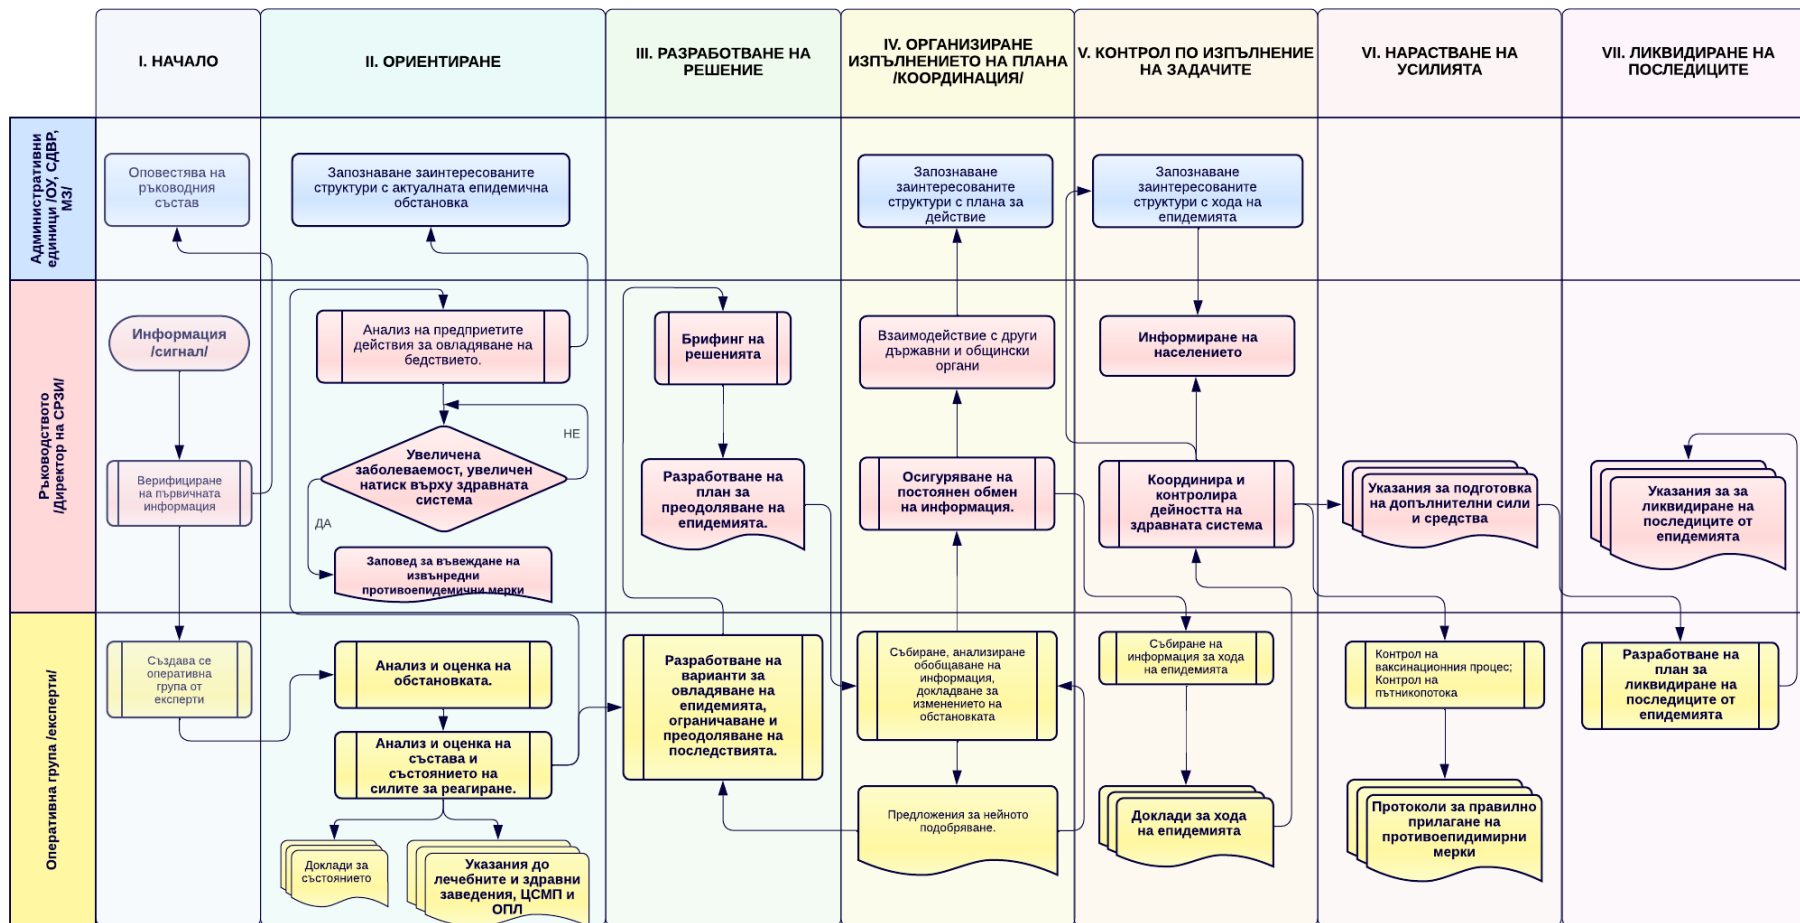 I. НАЧАЛО
II. ОРИЕНТИРАНЕ
III. РАЗРАБОТВАНЕ НА
РЕШЕНИЕ
IV. ОРГАНИЗИРАНЕ
ИЗПЪЛНЕНИЕТО НА ПЛАНА
/КООРДИНАЦИЯ/
V. КОНТРОЛ ПО ИЗПЪЛНЕНИЕ
НА ЗАДАЧИТЕ
VI. НАРАСТВАНЕ НА
УСИЛИЯТА
VII. ЛИКВИДИРАНЕ НА
ПОСЛЕДИЦИТЕ
Административни
единици /ОУ, СДВР,
МЗ/
Оповестява на
ръководния
състав
Запознаване заинтересованите
структури с актуалната епидемична
обстановка
Запознаване
заинтересованите
структури с плана за
действие
Запознаване
заинтересованите
структури с хода на
епидемията
Ръководството
/Директор на СРЗИ/
Информация
/сигнал/
Верифициране
на първичната
информация
Анализ на предприетите
действия за овладяване на
бедствието.
НЕ
Увеличена
заболеваемост, увеличен
натиск върху здравната
система
ДА
Заповед за въвеждане на
извънредни
противоепидемични мерки
Брифинг на
решенията
Разработване на
план за
преодоляване на
епидемията.
Взаимодействие с други
държавни и общински
органи
Осигуряване на
постоянен обмен
на информация.
Информиране на
населението
Координира и
контролира
дейността на
здравната система
Указания за подготовка
на допълнителни сили
и средства
Указания за за
ликвидиране на
последиците от
епидемията
Оперативна група /експерти/
Създава се
оперативна
група от
експерти
Анализ и оценка на
обстановката.
Анализ и оценка на
състава и
състоянието на
силите за реагиране.
Доклади за
състоянието
Указания до
лечебните и здравни
заведения, ЦСМП и
ОПЛ
Разработване на
варианти за
овладяване на
епидемията,
ограничаване и
преодоляване на
последствията.
Събиране, анализиране
обобщаване на
информация,
докладване за
изменението на
обстановката
Предложения за нейното
подобряване.
Събиране на
информация за хода
на епидемията
Доклади за хода
на епидемията
Контрол на
ваксинационния процес;
Контрол на
пътникопотока
Протоколи за правилно
прилагане на
противоепидимирни
мерки
Разработване на
план за
ликвидиране на
последиците от
епидемията